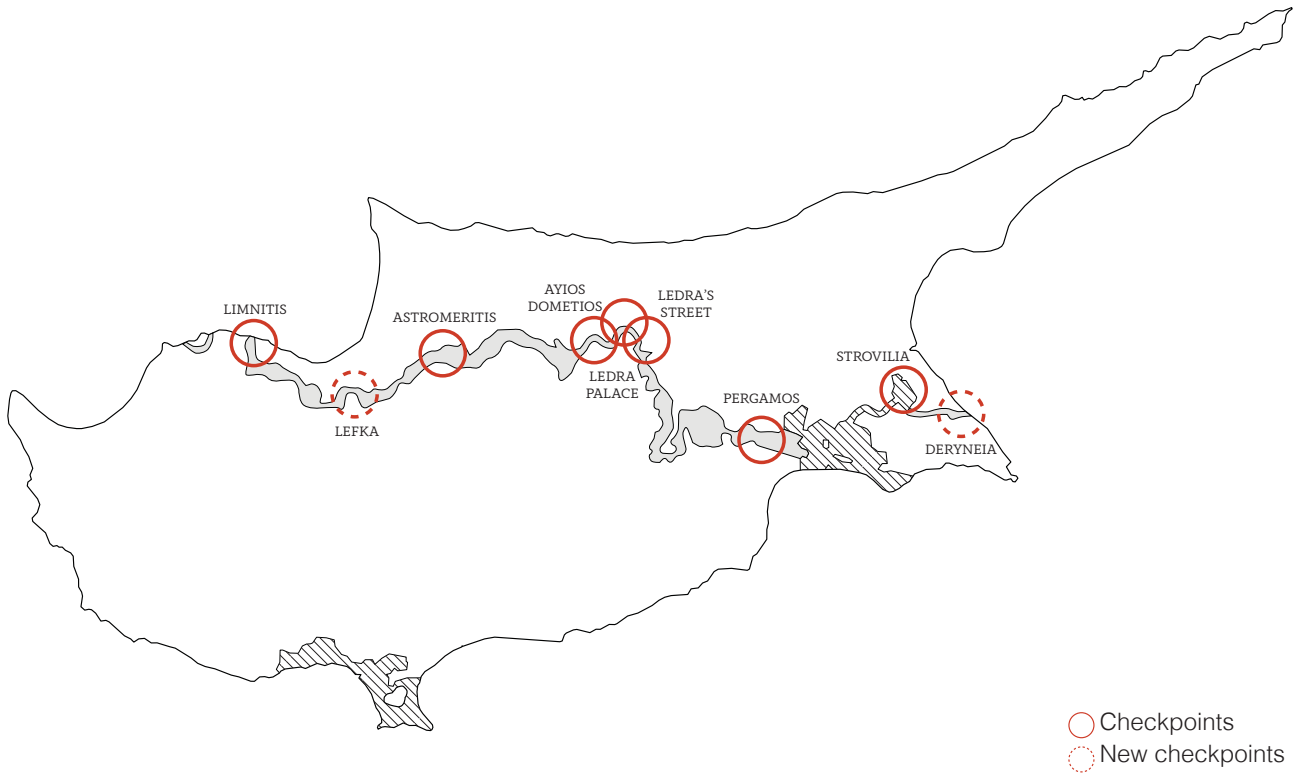 LIMNITIS
LEFKA
ASTROMERITIS
AYIOS
DOMETIOS
LEDRA
PALACE
LEDRA'S
STREET
PERGAMOS
STROVILIA
DERYNEIA
Checkpoints
New checkpoints